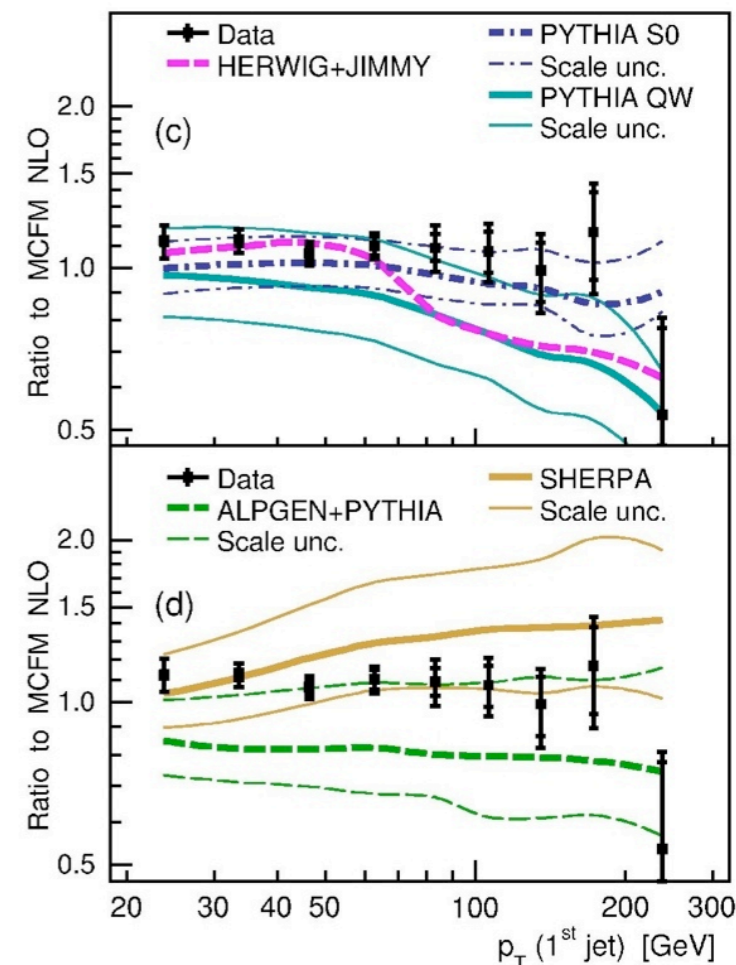 Data
HERWIG+JIMMY
PYTHIA S0
Scale unc.
PYTHIA QW
Scale unc.
(c)
Ratio to MCFM NLO
2.0
1.5
1.0
0.5
Data
ALPGEN+PYTHIA
Scale unc.
SHERPA
Scale unc.
(d)
Ratio to MCFM NLO
2.0
1.5
1.0
0.5
20 30 40 50 100 200 300
p_T (1^st jet) [GeV]